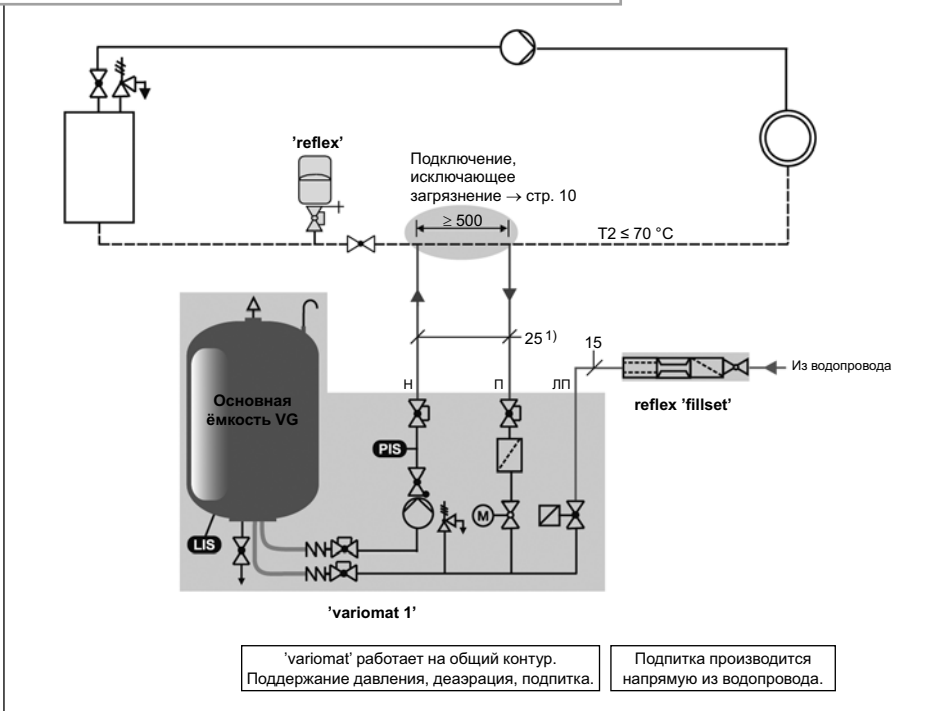 ’reflex’
Подключение,
исключающее
загрязнение → стр. 10
≥ 500
T2 ≤ 70 °C
25 1)
15
Из водопровода
Н
П
ЛП
reflex ’fillset’
Основная
ёмкость VG
PIS
M
LIS
’variomat 1’
’variomat’ работает на общий контур.
Поддержание давления, деаэрация, подпитка.
Подпитка производится
напрямую из водопровода.